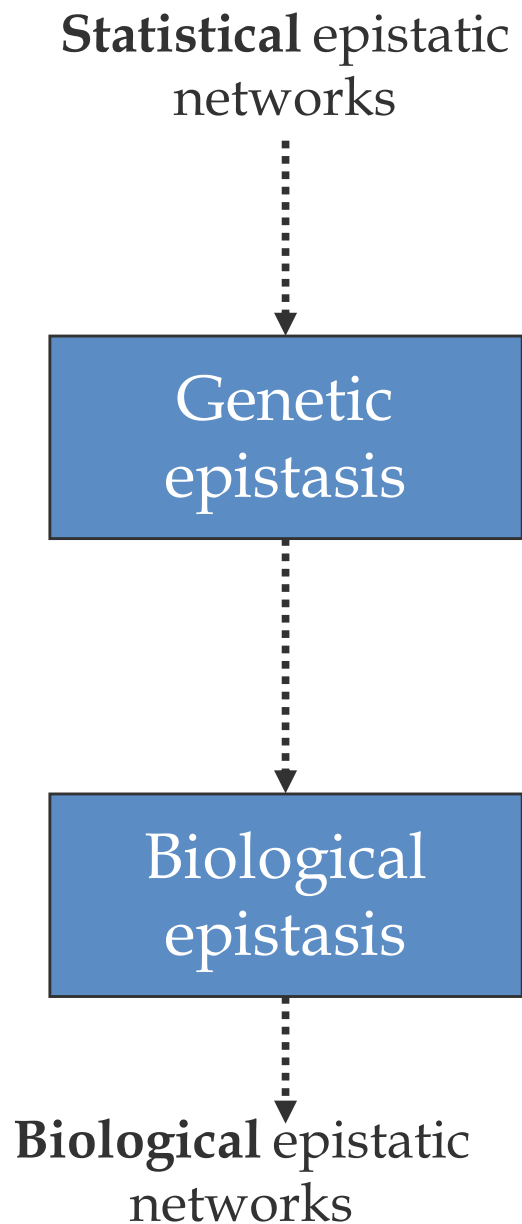 Statistical epistatic
networks
Genetic
epistasis
Biological
epistasis
Biological epistatic
networks